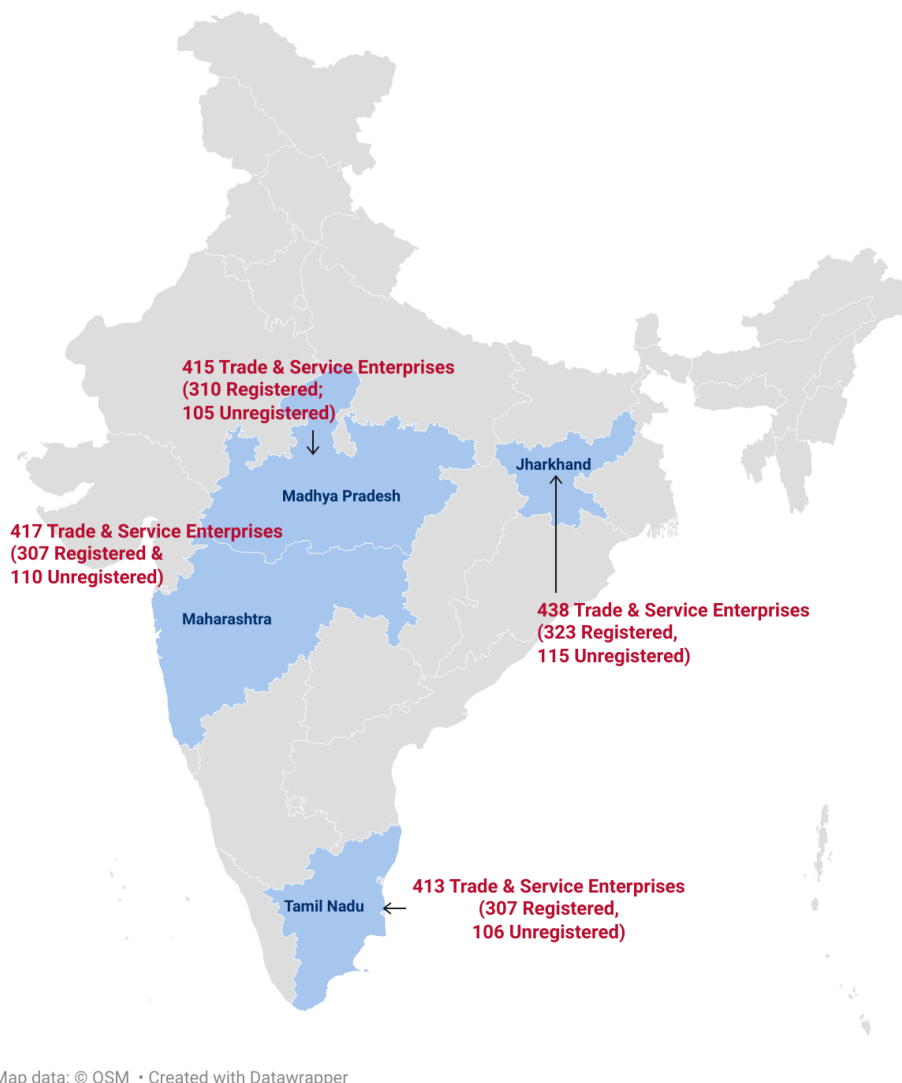 415 Trade & Service Enterprises
(310 Registered;
105 Unregistered)
Jharkhand
Madhya Pradesh
417 Trade & Service Enterprises
(307 Registered &
110 Unregistered)
Maharashtra
438 Trade & Service Enterprises
(323 Registered,
115 Unregistered)
413 Trade & Service Enterprises
(307 Registered,
106 Unregistered)
Tamil Nadu
Map data: © OSM • Created with Datawrapper